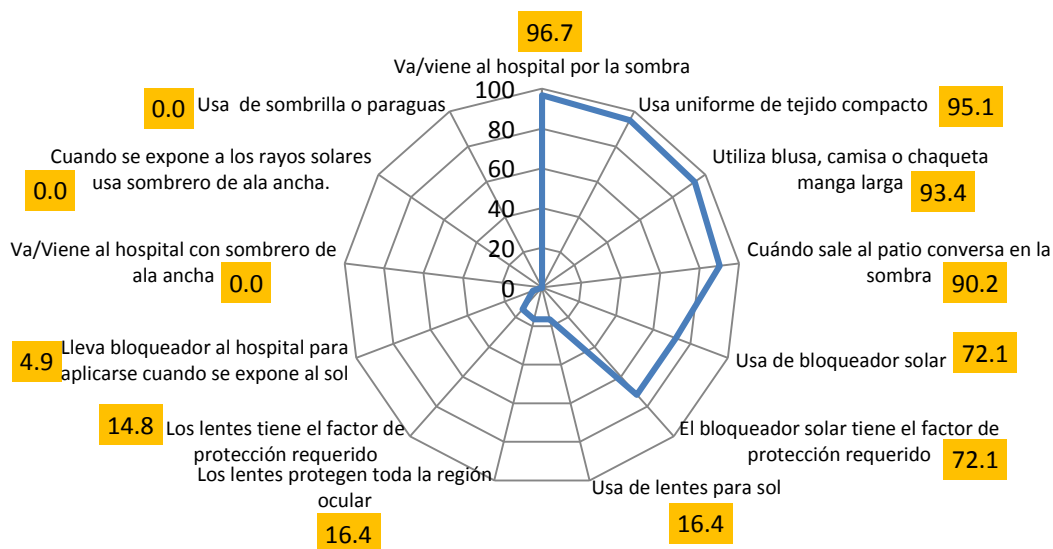 96.7
Va/viene al hospital por la sombra
100
80
60
40
20
0
Usa uniforme de tejido compacto 95.1
Utiliza blusa, camisa o chaqueta
manga larga 93.4
Cuándo sale al patio conversa en la
sombra 90.2
Usa de bloqueador solar 72.1
El bloqueador solar tiene el factor de
protección requerido 72.1
Usa de lentes para sol
16.4
Los lentes protegen toda la región
ocular
16.4
14.8 Los lentes tiene el factor de
protección requerido
4.9 Lleva bloqueador al hospital para
aplicarse cuando se expone al sol
Va/Viene al hospital con sombrero de
ala ancha 0.0
Cuando se expone a los rayos solares
0.0 usa sombrero de ala ancha.
0.0 Usa de sombrilla o paraguas